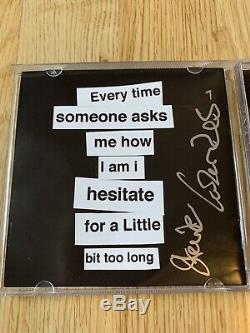 Every time
someone asks
me how
I am i
hesitate
for a Little
bit too long